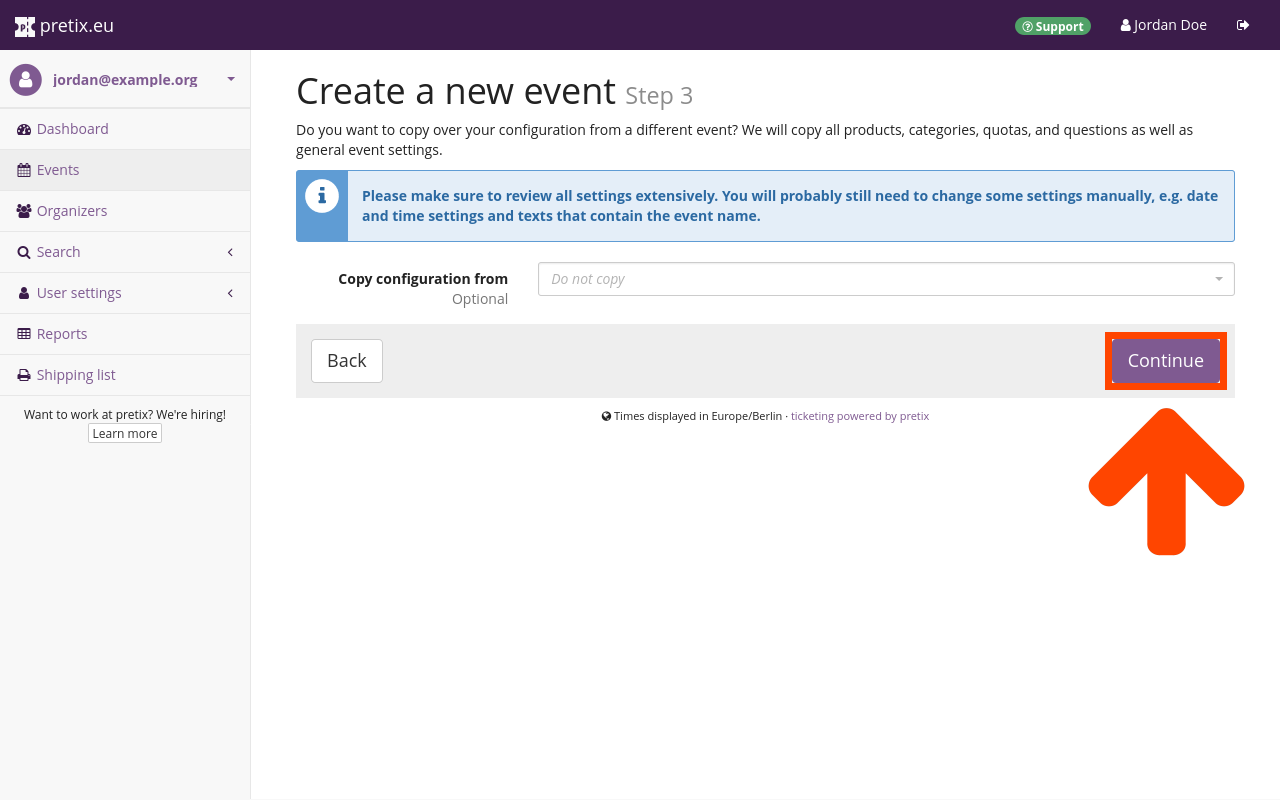 pretix.eu
Support
Jordan Doe
jordan@example.org
Dashboard
Events
Organizers
Search
User settings
Reports
Shipping list
Want to work at pretix? We're hiring!
Learn more
Create a new event Step 3
Do you want to copy over your configuration from a different event? We will copy all products, categories, quotas, and questions as well as
general event settings.
Please make sure to review all settings extensively. You will probably still need to change some settings manually, e.g. date
and time settings and texts that contain the event name.
Copy configuration from
Optional
Do not copy
Back
Continue
Times displayed in Europe/Berlin · ticketing powered by pretix